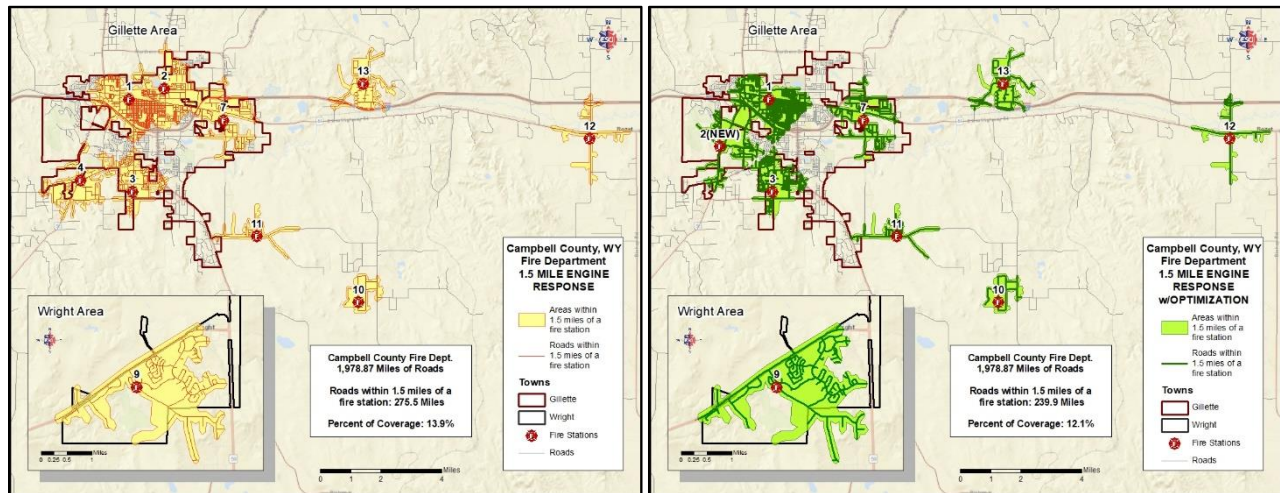 Gillette Area
13
2
1
7
12
Rozet
4
3
11
10
Campbell County, WY
Fire Department
1.5 MILE ENGINE
RESPONSE
Areas within
1.5 miles of a
fire station
Roads within
1.5 miles of a
fire station
Towns
Gillette
Wright
Fire Stations
Roads
Wright Area
Wright
9
0 0.25 0.5 1
Miles
Campbell County Fire Dept.
1,978.87 Miles of Roads
Roads within 1.5 miles of a
fire station: 275.5 Miles
Percent of Coverage: 13.9%
0 1 2 4
Miles
Gillette Area
13
1
7
12
Rozet
2(NEW)
3
11
10
Campbell County, WY
Fire Department
1.5 MILE ENGINE
RESPONSE
w/OPTIMIZATION
Areas within
1.5 miles of a
fire station
Roads within
1.5 miles of a
fire station
Towns
Gillette
Wright
Fire Stations
Roads
Wright Area
Wright
9
0 0.25 0.5 1
Miles
Campbell County Fire Dept.
1,978.87 Miles of Roads
Roads within 1.5 miles of a
fire station: 239.9 Miles
Percent of Coverage: 12.1%
0 1 2 4
Miles